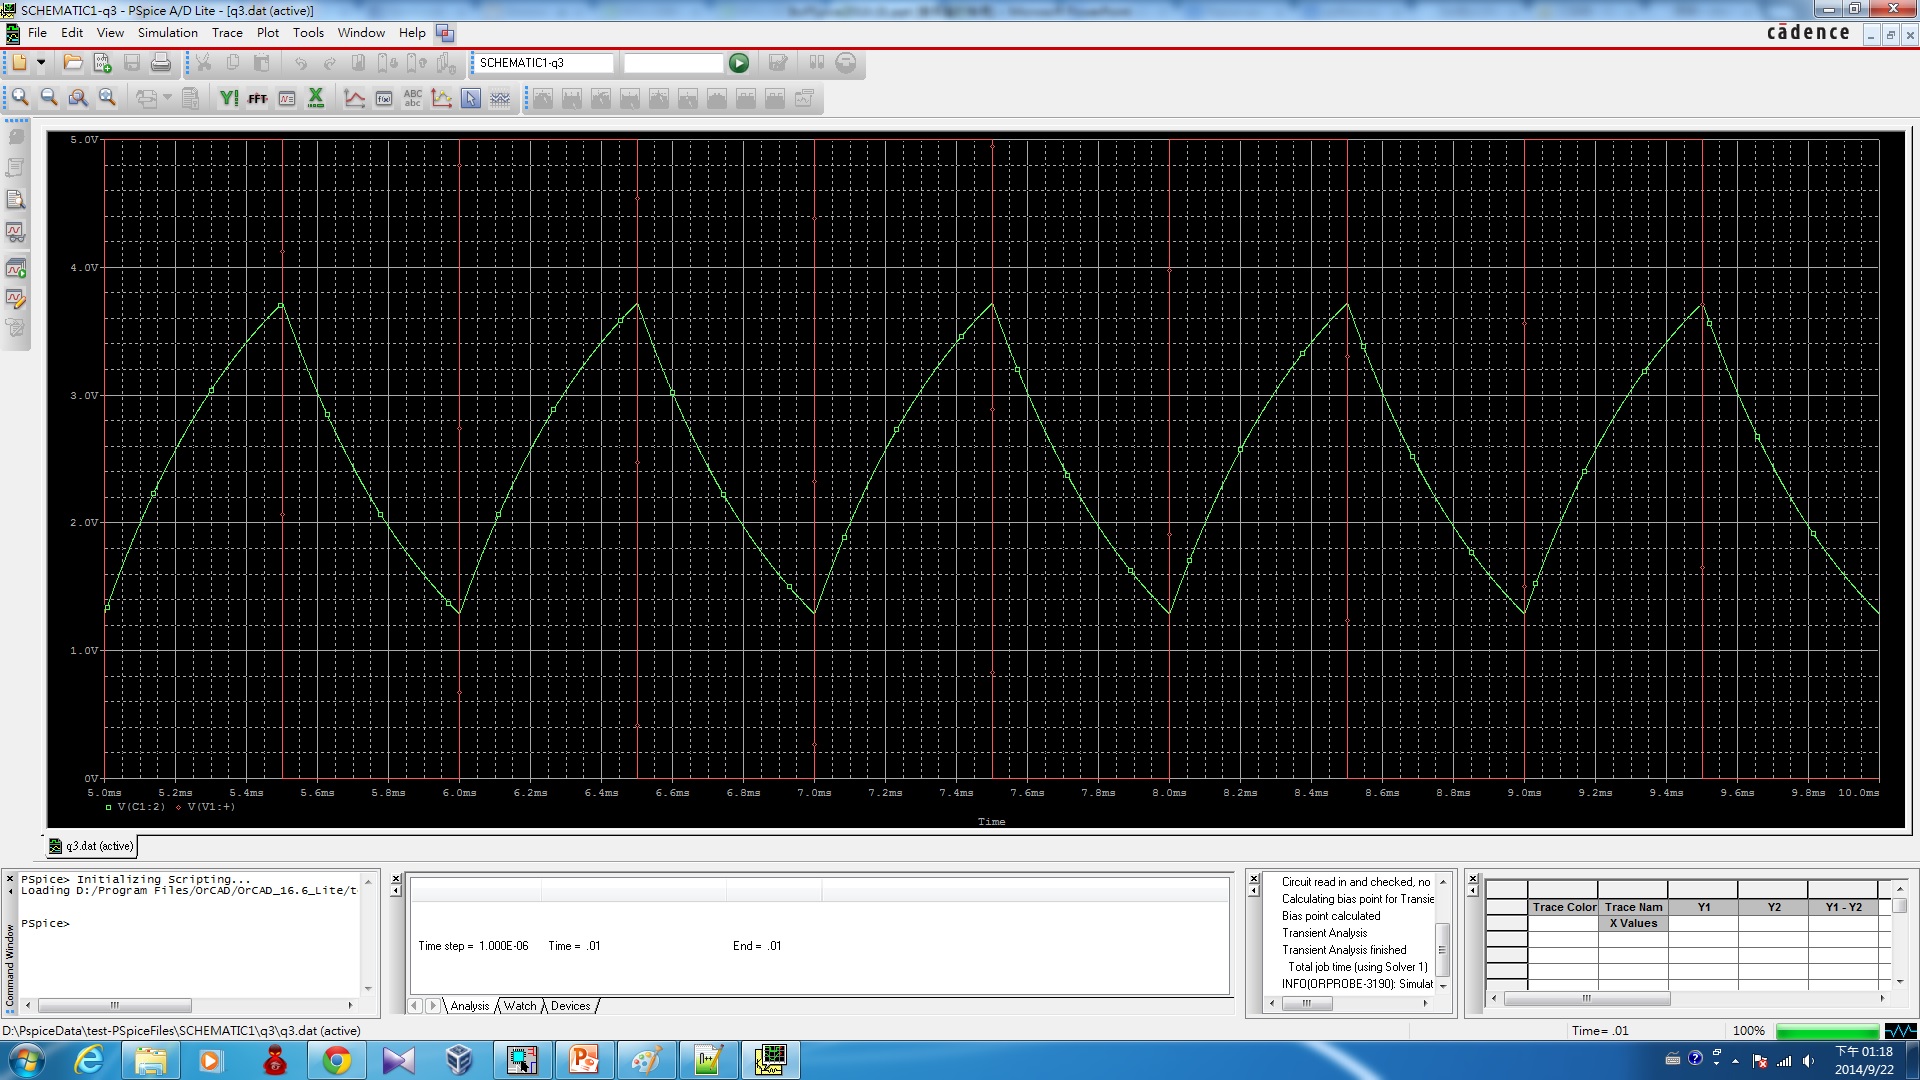 SCHEMATIC1-q3 - PSpice A/D Lite - [q3.dat (active)]
File Edit View Simulation Trace Plot Tools Window Help
cādence
SCHEMATIC1-q3
FFT
ABC
abc
5.0V
4.0V
3.0V
2.0V
1.0V
0V
5.0ms 5.2ms 5.4ms 5.6ms 5.8ms 6.0ms 6.2ms 6.4ms 6.6ms 6.8ms 7.0ms 7.2ms 7.4ms 7.6ms 7.8ms 8.0ms 8.2ms 8.4ms 8.6ms 8.8ms 9.0ms 9.2ms 9.4ms 9.6ms 9.8ms 10.0ms
V(C1:2) V(V1:+)
Time
q3.dat (active)
PSpice> Initializing Scripting...
Loading D:/Program Files/OrCAD/OrCAD_16.6_Lite/t
PSpice>
Command Window
Time step = 1.000E-06 Time = .01 End = .01
Analysis Watch Devices
Circuit read in and checked, no
Calculating bias point for Transie
Bias point calculated
Transient Analysis
Transient Analysis finished
Total job time (using Solver 1)
INFO(ORPROBE-3190): Simulat
Trace Color Trace Nam Y1 Y2 Y1 - Y2
X Values
D:\PspiceData\test-PSpiceFiles\SCHEMATIC1\q3\q3.dat (active)
Time= .01 100%
下午 01:18
2014/9/22